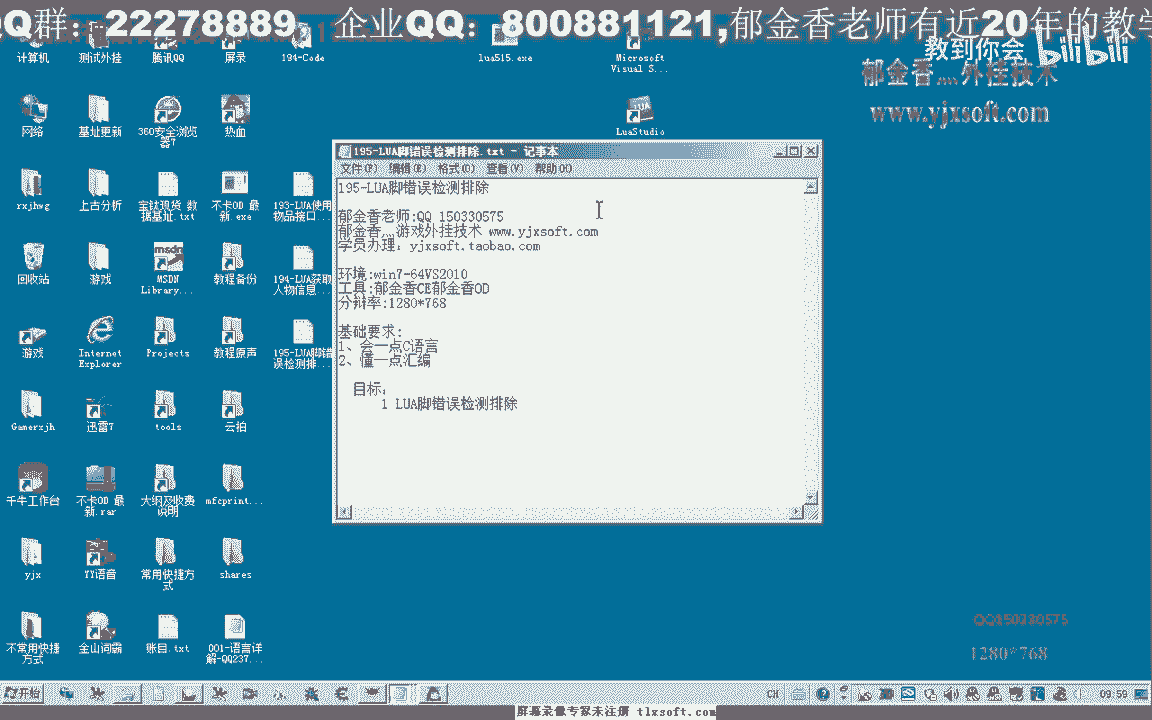 Q群：22278889 企业QQ：800881121,郁金香老师有近20年的教学
教到你会 bilibili
郁金香灬外挂技术
www.yjxsoft.com
计算机
测试外挂
腾讯QQ
屏录
194-Code
lua515.exe
Microsoft
Visual S...
网络
基址更新
360安全浏览
器7
热血
LuaStudio
rxjhwg
上古分析
宝钛现货 数
据基址.txt
不卡OD 最
新.exe
193-LUA使用
物品接口...
回收站
游戏
MSDN
Library...
教程备份
194-LUA获取
人物信息...
游戏
Internet
Explorer
Projects
教程原声
195-LUA脚错
误检测排...
Gamerxjh
迅雷7
tools
云拍
千牛工作台
不卡OD 最
新.rar
大纲及收费
说明
mfcprint...
yjx
YY语音
常用快捷方
式
shares
不常用快捷
方式
金山词霸
账目.txt
001-语言详
解-QQ237...
195-LUA脚错误检测排除.txt - 记事本
文件(F) 编辑(E) 格式(O) 查看(V) 帮助(H)
195-LUA脚错误检测排除
郁金香老师:QQ 150330575
郁金香灬游戏外挂技术 www.yjxsoft.com
学员办理：yjxsoft.taobao.com
环境:win7-64VS2010
工具:郁金香CE郁金香OD
分辩率:1280*768
基础要求:
1、会一点C语言
2、懂一点汇编
目标：
1 LUA脚错误检测排除
QQ150330575
1280*768
开始
CH
09:59
屏幕录像专家未注册 tlxsoft.com